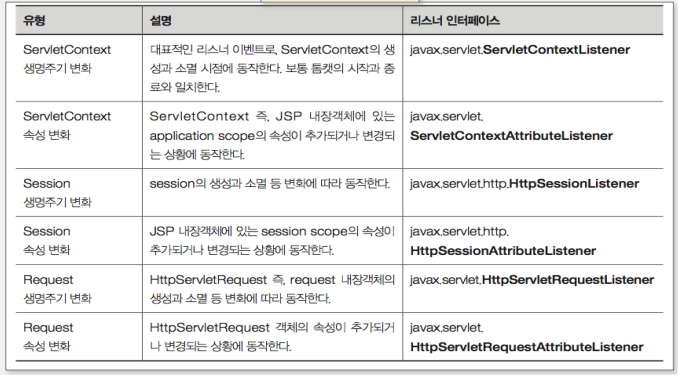 유형 설명 리스너 인터페이스
ServletContext
생명주기 변화
대표적인 리스너 이벤트로, ServletContext의 생
성과 소멸 시점에 동작한다. 보통 톰캣의 시작과 종
료와 일치한다.
javax.servlet.ServletContextListener
ServletContext
속성 변화
ServletContext 즉, JSP 내장객체에 있는
application scope의 속성이 추가되거나 변경되
는 상황에 동작한다.
javax.servlet.
ServletContextAttributeListener
Session
생명주기 변화
session의 생성과 소멸 등 변화에 따라 동작한다.
javax.servlet.http.HttpSessionListener
Session
속성 변화
JSP 내장객체에 있는 session scope의 속성이
추가되거나 변경되는 상황에 동작한다.
javax.servlet.http.
HttpSessionAttributeListener
Request
생명주기 변화
HttpServletRequest 즉, request 내장객체의
생성과 소멸 등 변화에 따라 동작한다.
javax.servlet.HttpServletRequestListener
Request
속성 변화
HttpServletRequest 객체의 속성이 추가되거
나 변경되는 상황에 동작한다.
javax.servlet.
HttpServletRequestAttributeListener